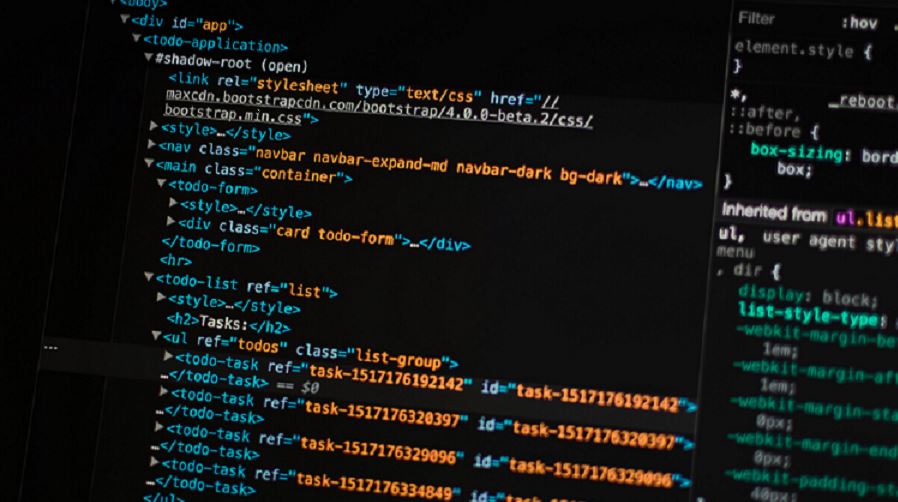 <body>
<div id="app">
<todo-application>
#shadow-root (open)
<link rel="stylesheet" type="text/css" href="//
maxcdn.bootstrapcdn.com/bootstrap/4.0.0-beta.2/css/
bootstrap.min.css">
<style>…</style>
<nav class="navbar navbar-expand-md navbar-dark bg-dark">…</nav>
<main class="container">
<todo-form>
<style>…</style>
<div class="card todo-form">…</div>
</todo-form>
<hr>
<todo-list ref="list">
<style>…</style>
<h2>Tasks:</h2>
<ul ref="todos" class="list-group">
<todo-task ref="task-1517176192142" id="task-1517176192142">
…</todo-task> == $0
<todo-task ref="task-1517176320397" id="task-1517176320397">
…</todo-task>
<todo-task ref="task-1517176329096" id="task-1517176329096">
…</todo-task>
<todo-task ref="task-1517176334849" id=
…</todo-task>
</ul>
Filter :hov
element.style {
}
*, _reboot.
::after,
::before {
box-sizing: bord
box;
}
Inherited from ul.list
ul, user agent sty
menu
, dir {
display: block;
list-style-type:
-webkit-margin-be
1em;
-webkit-margin-af
1em;
-webkit-margin-sta
0px;
-webkit-margin-end
0px;
-webkit-padding-st
40px